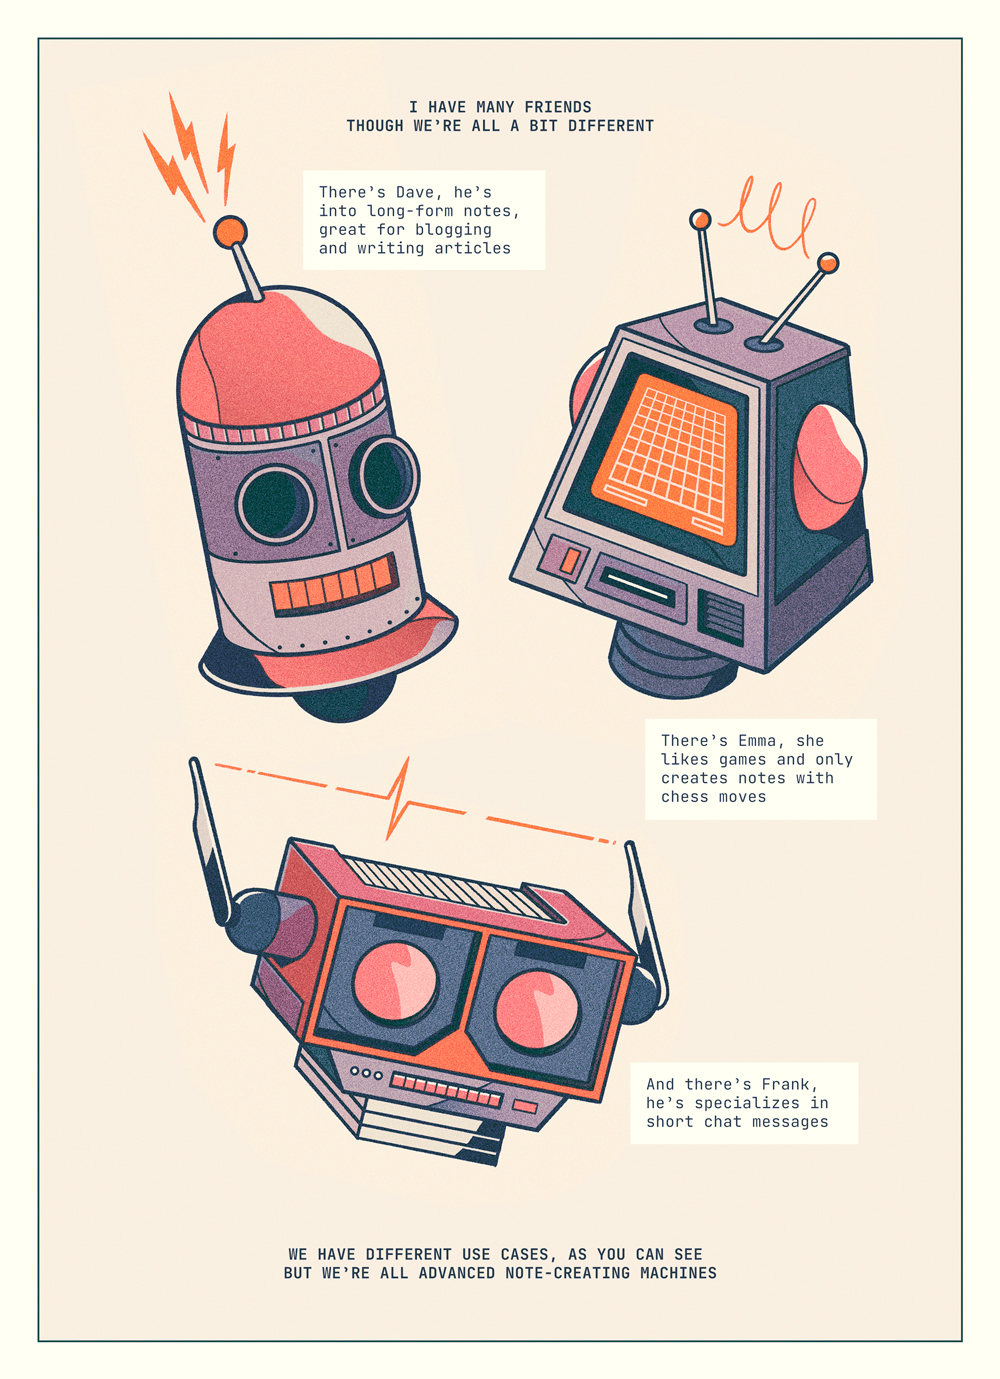 I HAVE MANY FRIENDS
THOUGH WE’RE ALL A BIT DIFFERENT
There’s Dave, he’s
into long-form notes,
great for blogging
and writing articles
There’s Emma, she
likes games and only
creates notes with
chess moves
And there’s Frank,
he’s specializes in
short chat messages
WE HAVE DIFFERENT USE CASES, AS YOU CAN SEE
BUT WE’RE ALL ADVANCED NOTE-CREATING MACHINES